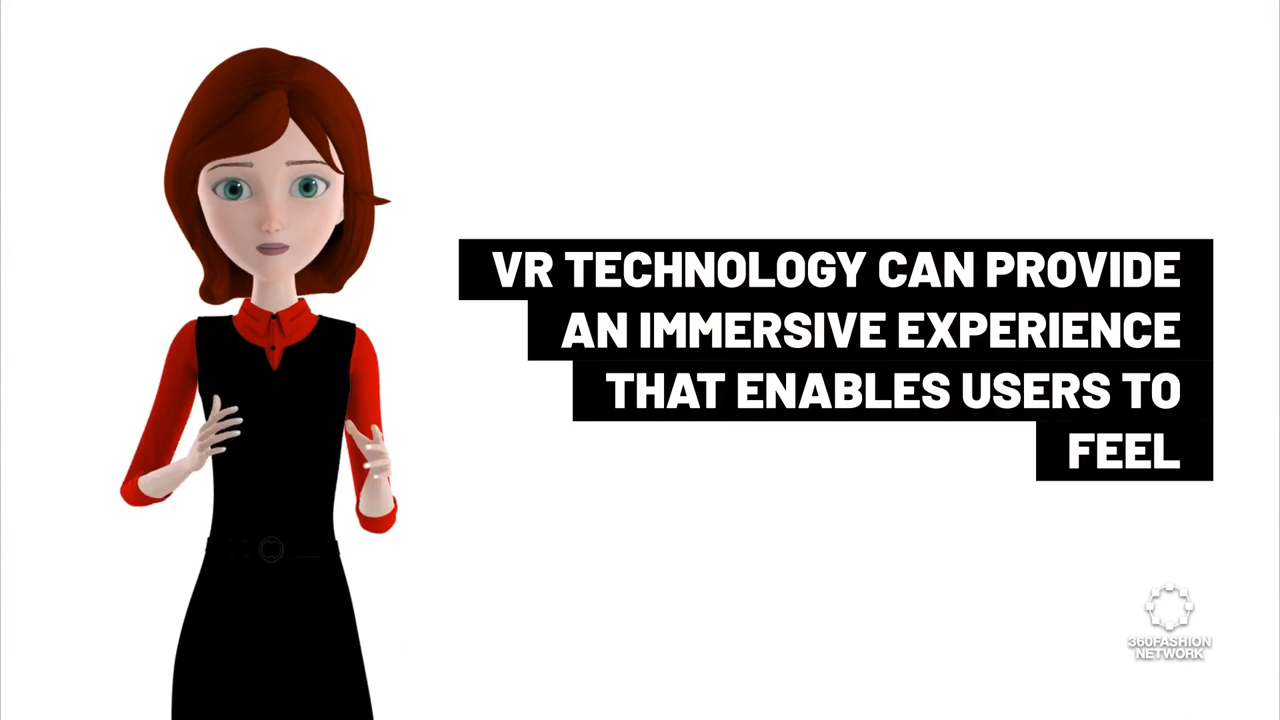 VR TECHNOLOGY CAN PROVIDE
AN IMMERSIVE EXPERIENCE
THAT ENABLES USERS TO
FEEL
360FASHION
NETWORK